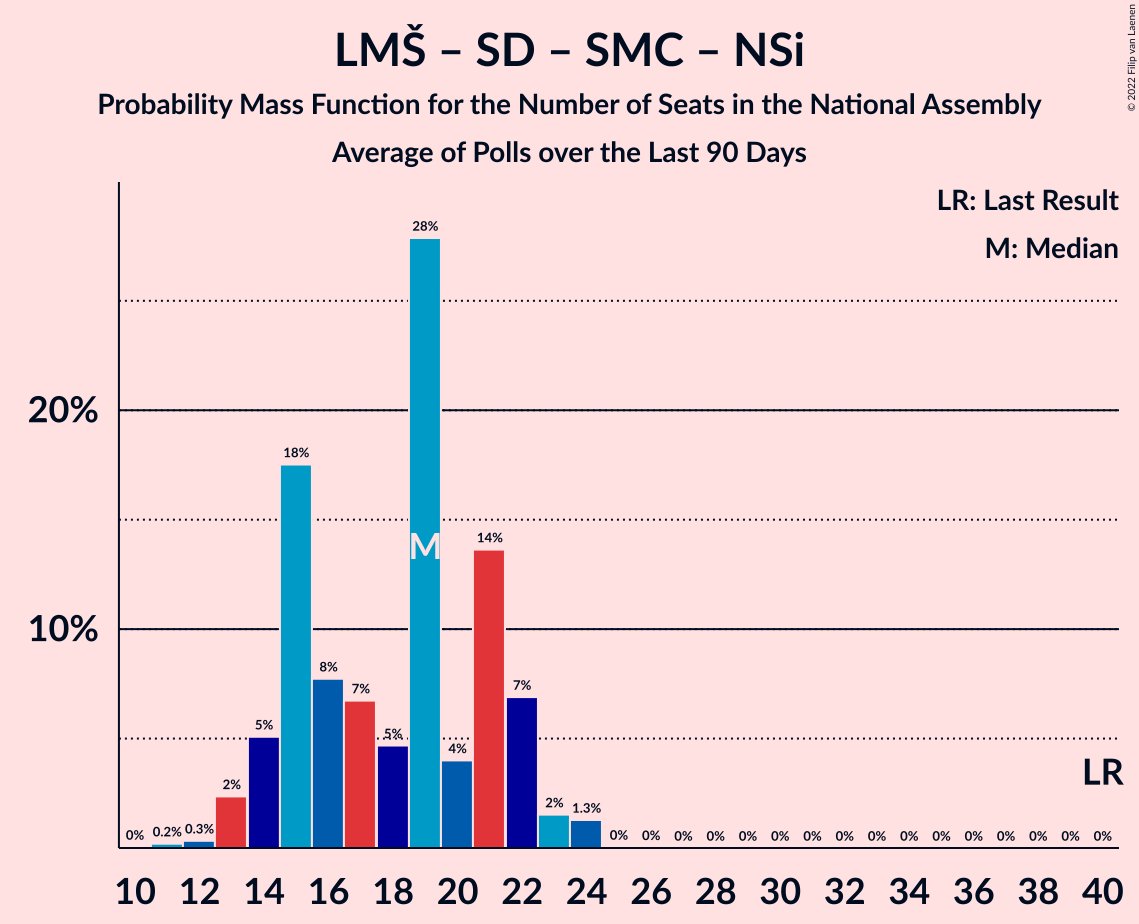 LMŠ – SD – SMC – NSi
Probability Mass Function for the Number of Seats in the National Assembly
Average of Polls over the Last 90 Days
© 2022 Filip van Laenen
LR: Last Result
M: Median
20%
10%
0% 0.2% 0.3% 2% 5% 18% 8% 7% 5% 28% 4% 14% 7% 2% 1.3% 0% 0% 0% 0% 0% 0% 0% 0% 0% 0% 0% 0% 0% 0% 0% 0%
M
LR
10 12 14 16 18 20 22 24 26 28 30 32 34 36 38 40